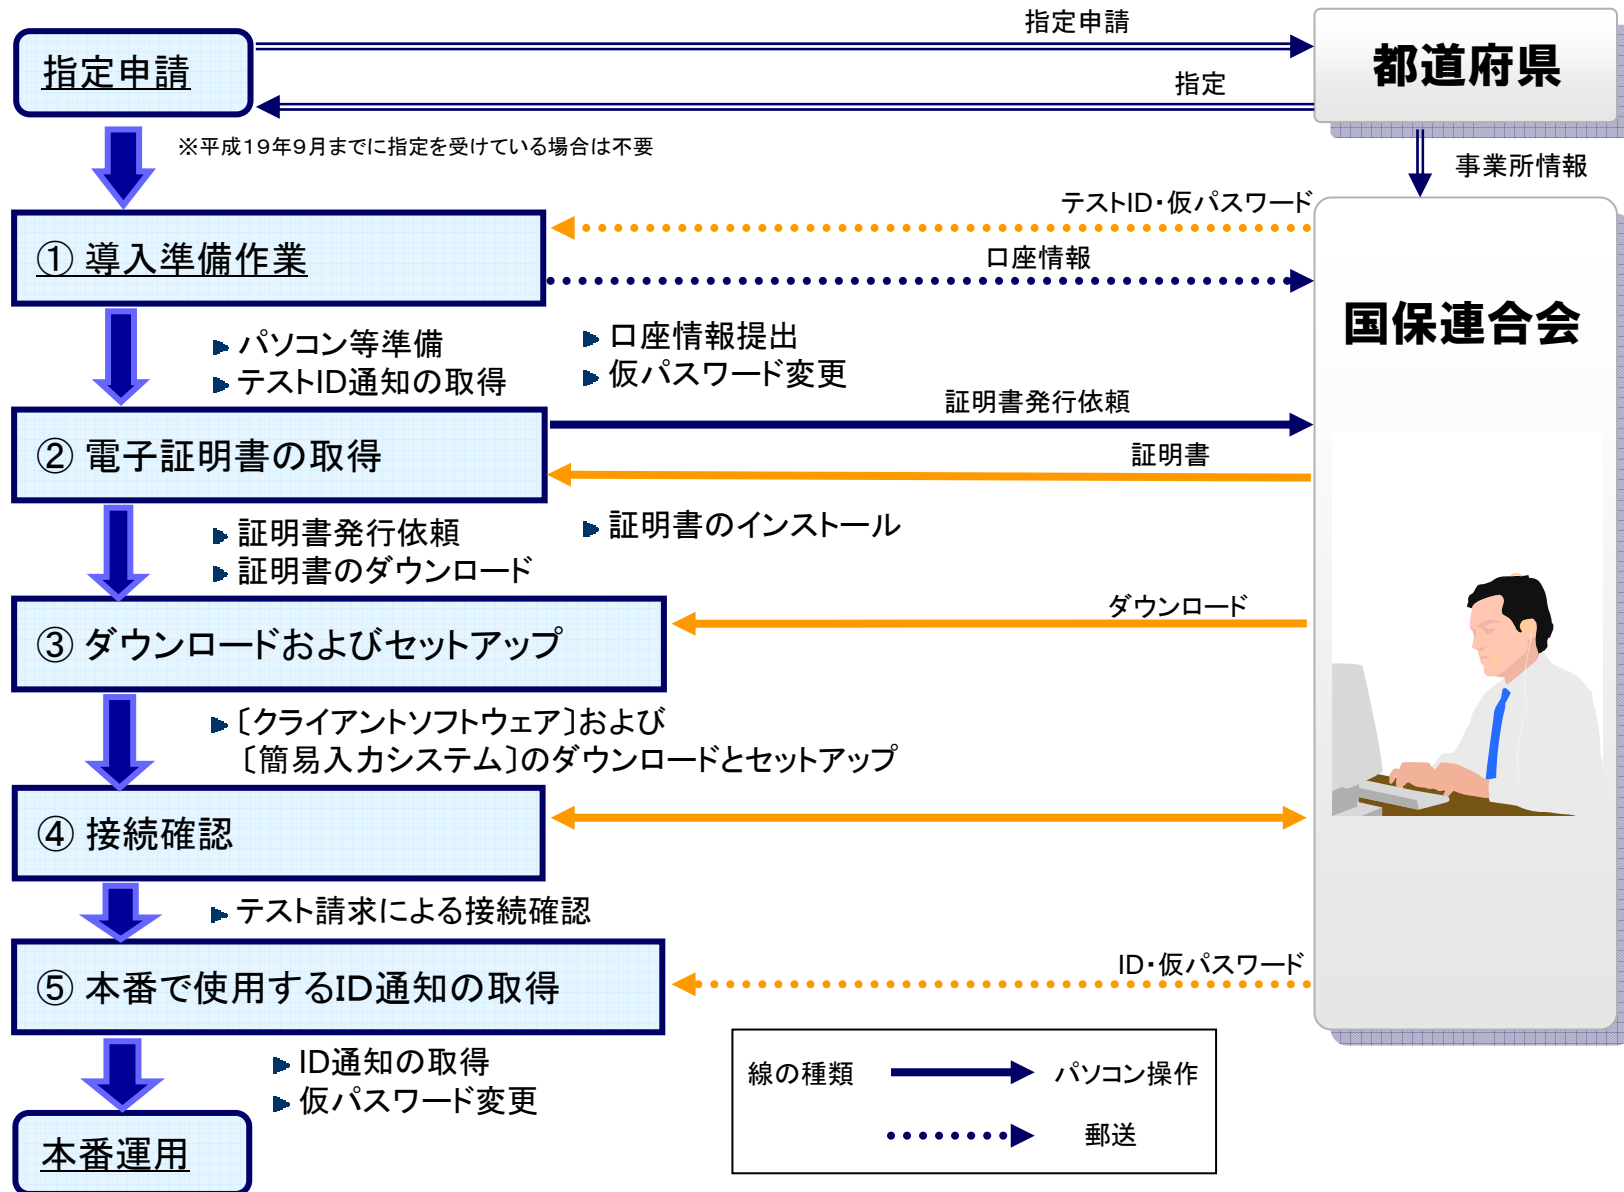 指定申請
指定申請
都道府県
指定
※平成19年9月までに指定を受けている場合は不要
事業所情報
テストID・仮パスワード
① 導入準備作業
口座情報
国保連合会
パソコン等準備
テストID通知の取得
口座情報提出
仮パスワード変更
証明書発行依頼
② 電子証明書の取得
証明書
証明書発行依頼
証明書のダウンロード
証明書のインストール
ダウンロード
③ ダウンロードおよびセットアップ
〔クライアントソフトウェア〕および
〔簡易入力システム〕のダウンロードとセットアップ
④ 接続確認
テスト請求による接続確認
ID・仮パスワード
⑤ 本番で使用するID通知の取得
ID通知の取得
仮パスワード変更
線の種類
パソコン操作
郵送
本番運用